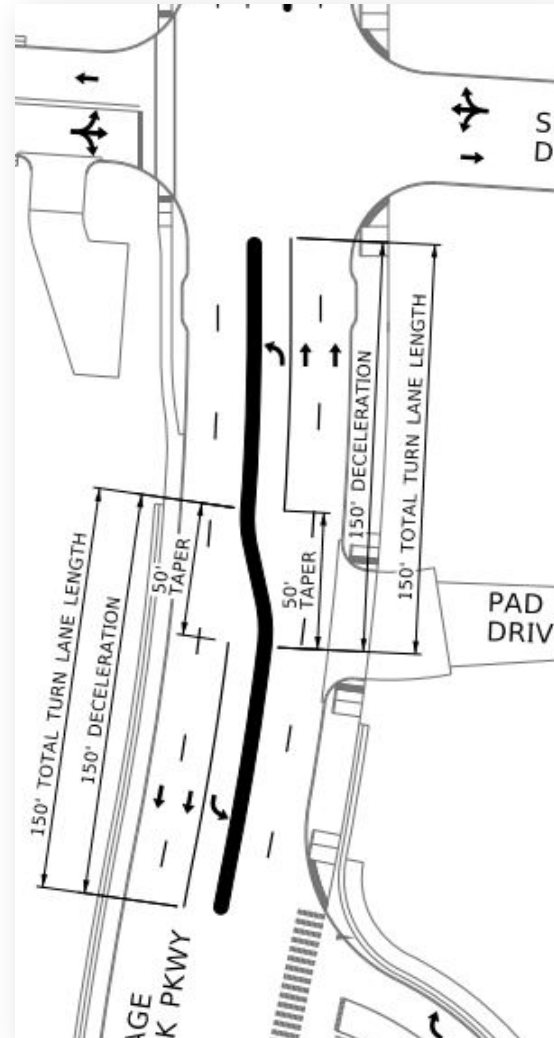 S
D
150' DECELERATION
150' TOTAL TURN LANE LENGTH
50'
TAPER
50'
TAPER
150' TOTAL TURN LANE LENGTH
150' DECELERATION
PAD
DRIV
AGE
K PKWY